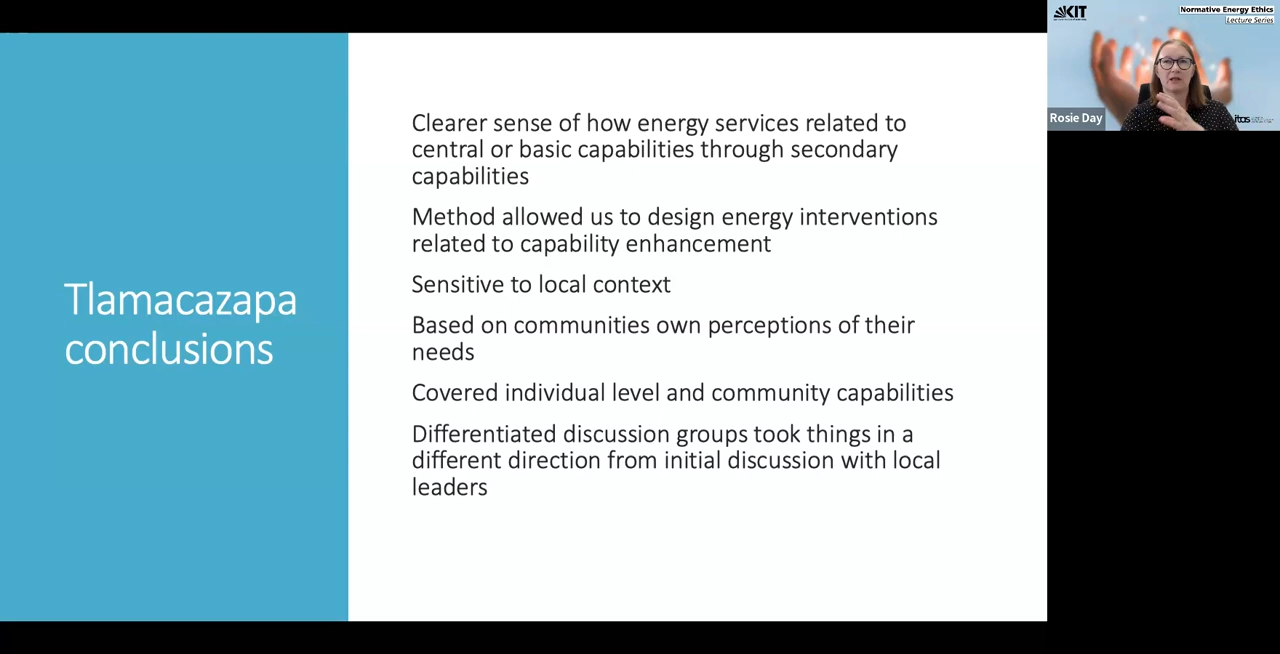 Tlamacazapa
conclusions
Clearer sense of how energy services related to
central or basic capabilities through secondary
capabilities
Method allowed us to design energy interventions
related to capability enhancement
Sensitive to local context
Based on communities own perceptions of their
needs
Covered individual level and community capabilities
Differentiated discussion groups took things in a
different direction from initial discussion with local
leaders
KIT
Normative Energy Ethics
Lecture Series
Rosie Day
itas